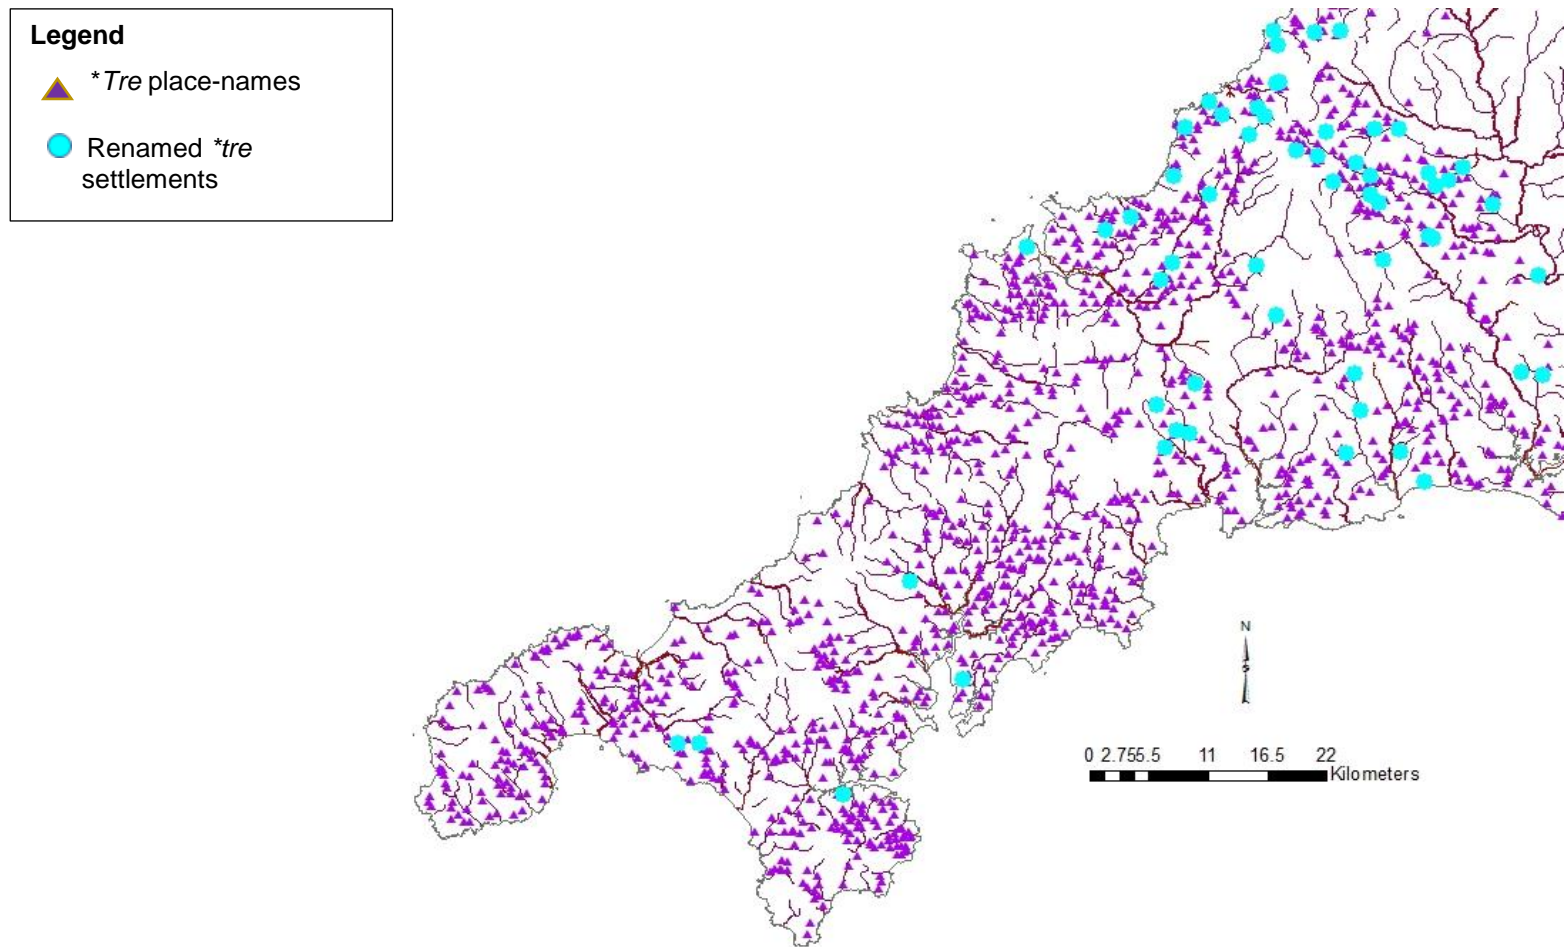 Legend
*Tre place-names
Renamed *tre
settlements
N
S
0 2.755.5 11 16.5 22
Kilometers